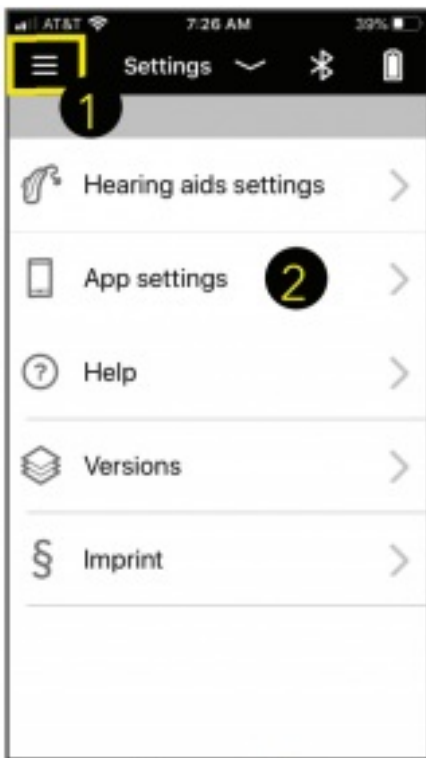 AT&T 7:26 AM 39%
Settings
1
Hearing aids settings
App settings 2
? Help
Versions
§ Imprint